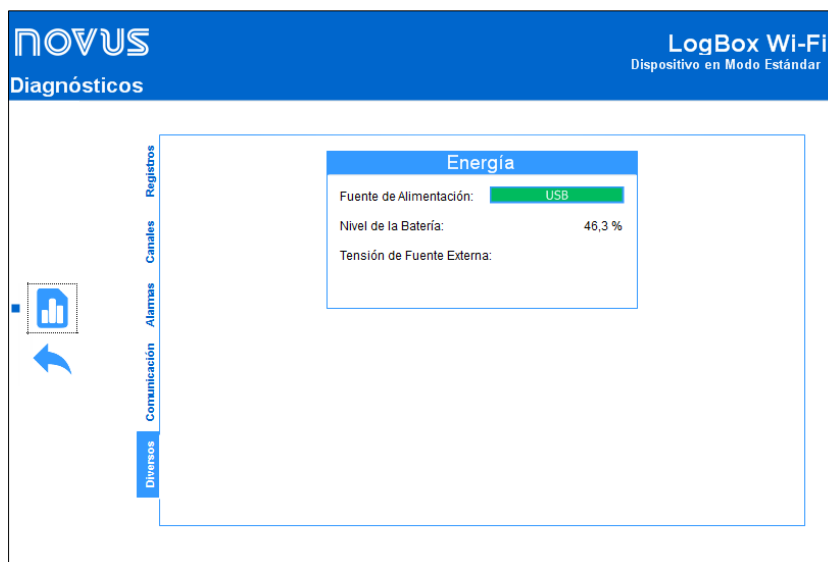 novus
LogBox Wi-Fi
Dispositivo en Modo Estándar
Diagnósticos
Registros
Canales
Alarmas
Comunicación
Diversos
Energía
Fuente de Alimentación: USB
Nivel de la Batería: 46,3 %
Tensión de Fuente Externa: